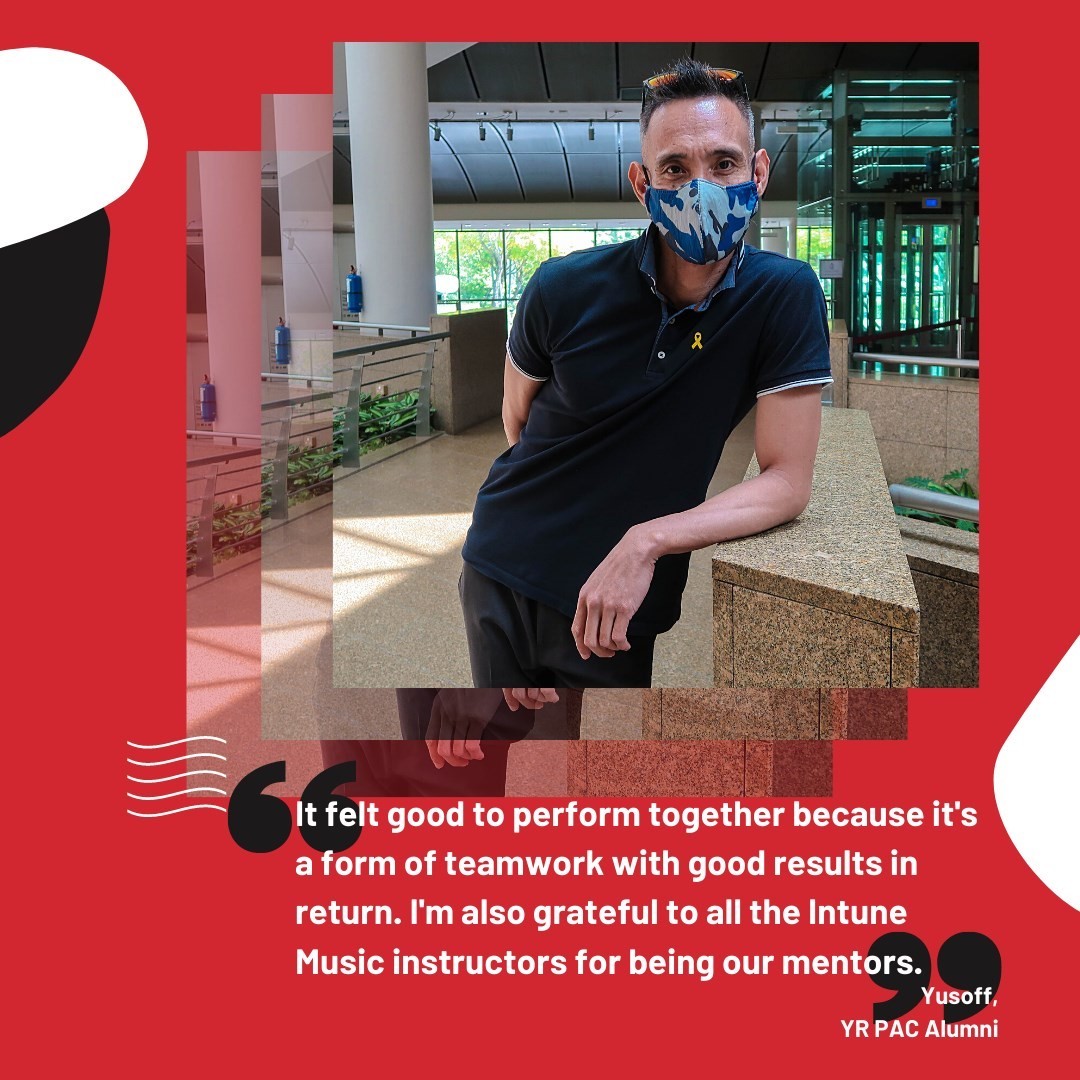 It felt good to perform together because it's
a form of teamwork with good results in
return. I'm also grateful to all the Intune
Music instructors for being our mentors.
Yusoff,
YR PAC Alumni